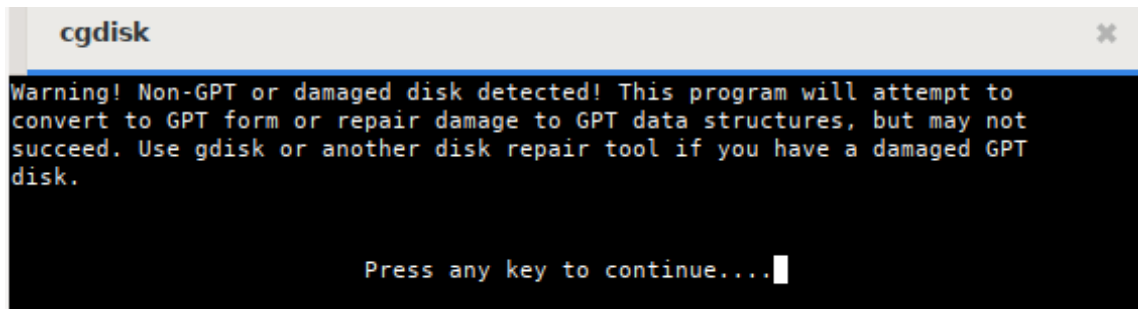 cgdisk
Warning! Non-GPT or damaged disk detected! This program will attempt to
convert to GPT form or repair damage to GPT data structures, but may not
succeed. Use gdisk or another disk repair tool if you have a damaged GPT
disk.
Press any key to continue....